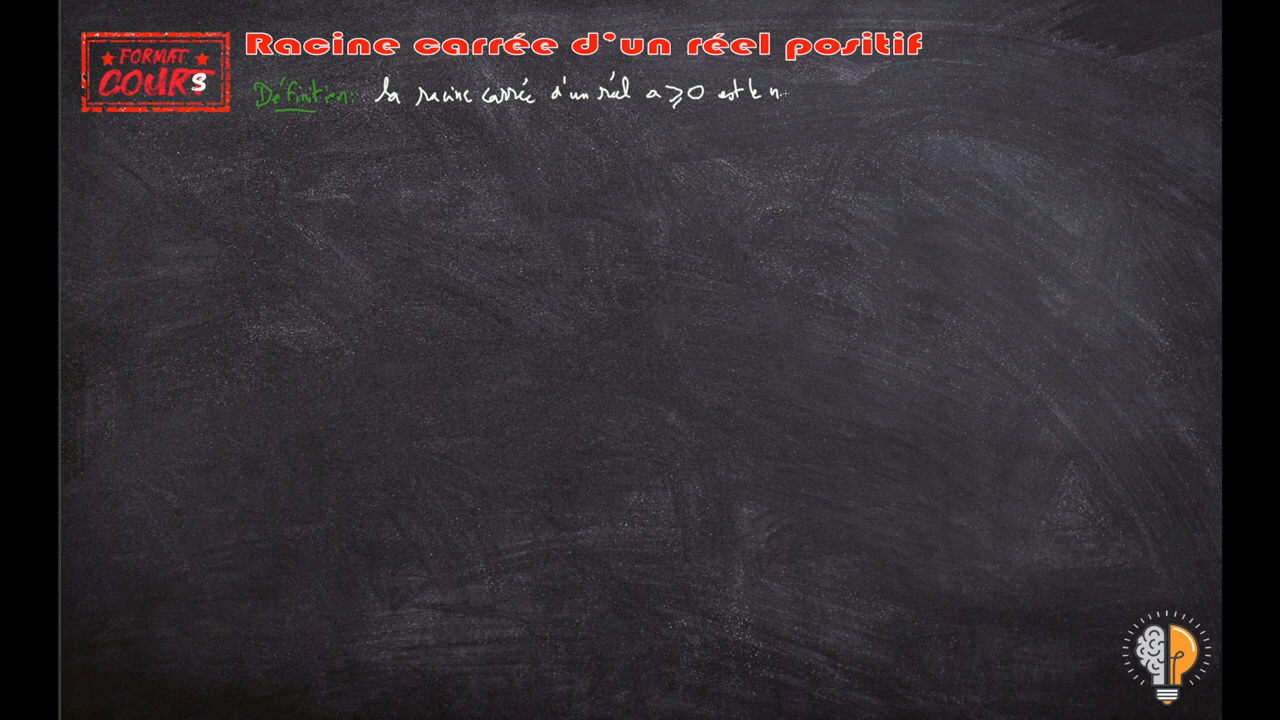 Racine carrée d'un réel positif
FORMAT
COURS
Définition: la racine carrée d'un réel a ⩾ 0 est le n